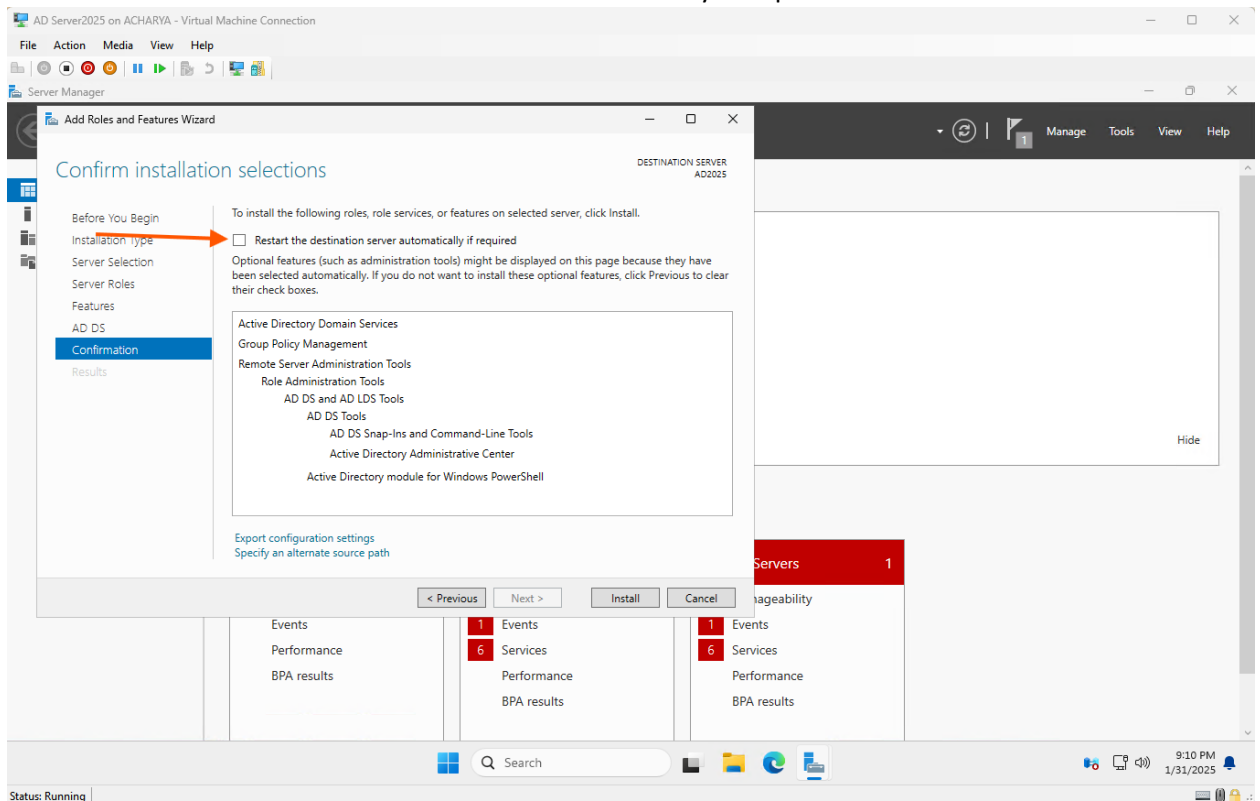 AD Server2025 on ACHARYA - Virtual Machine Connection
File Action Media View Help
Server Manager
Add Roles and Features Wizard
1
Manage Tools View Help
Confirm installation selections
DESTINATION SERVER
AD2025
Before You Begin
Installation Type
Server Selection
Server Roles
Features
AD DS
Confirmation
Results
To install the following roles, role services, or features on selected server, click Install.
Restart the destination server automatically if required
Optional features (such as administration tools) might be displayed on this page because they have
been selected automatically. If you do not want to install these optional features, click Previous to clear
their check boxes.
Active Directory Domain Services
Group Policy Management
Remote Server Administration Tools
Role Administration Tools
AD DS and AD LDS Tools
AD DS Tools
AD DS Snap-Ins and Command-Line Tools
Active Directory Administrative Center
Active Directory module for Windows PowerShell
Export configuration settings
Specify an alternate source path
< Previous Next > Install Cancel
Hide
Events
Performance
BPA results
1 Events
6 Services
Performance
BPA results
Servers 1
1 Events
6 Services
Performance
BPA results
Search
9:10 PM
1/31/2025
Status: Running